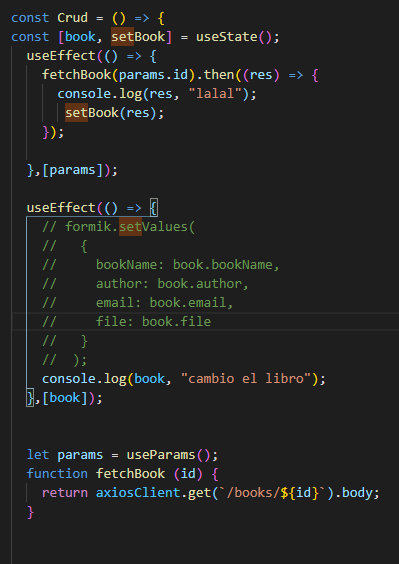 const Crud = () => {
const [book, setBook] = useState();
useEffect(() => {
fetchBook(params.id).then((res) => {
console.log(res, "lalal");
setBook(res);
});
},[params]);
useEffect(() => {
// formik.setValues(
// {
// bookName: book.bookName,
// author: book.author,
// email: book.email,
// file: book.file
// }
// );
console.log(book, "cambio el libro");
},[book]);
let params = useParams();
function fetchBook (id) {
return axiosClient.get(`/books/${id}`).body;
}